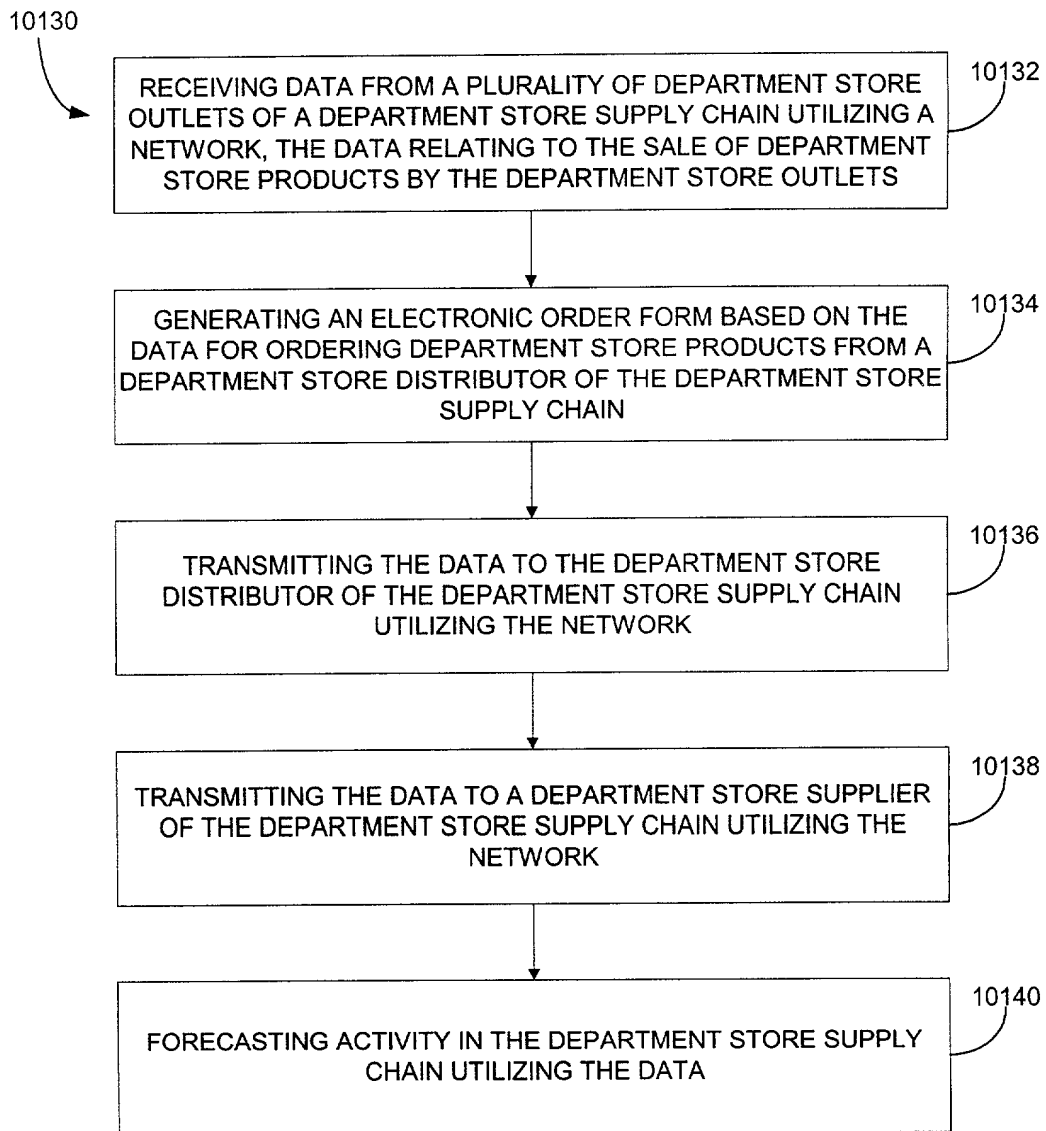 10130
RECEIVING DATA FROM A PLURALITY OF DEPARTMENT STORE
OUTLETS OF A DEPARTMENT STORE SUPPLY CHAIN UTILIZING A
NETWORK, THE DATA RELATING TO THE SALE OF DEPARTMENT
STORE PRODUCTS BY THE DEPARTMENT STORE OUTLETS
10132
GENERATING AN ELECTRONIC ORDER FORM BASED ON THE
DATA FOR ORDERING DEPARTMENT STORE PRODUCTS FROM A
DEPARTMENT STORE DISTRIBUTOR OF THE DEPARTMENT STORE
SUPPLY CHAIN
10134
TRANSMITTING THE DATA TO THE DEPARTMENT STORE
DISTRIBUTOR OF THE DEPARTMENT STORE SUPPLY CHAIN
UTILIZING THE NETWORK
10136
TRANSMITTING THE DATA TO A DEPARTMENT STORE SUPPLIER
OF THE DEPARTMENT STORE SUPPLY CHAIN UTILIZING THE
NETWORK
10138
FORECASTING ACTIVITY IN THE DEPARTMENT STORE SUPPLY
CHAIN UTILIZING THE DATA
10140